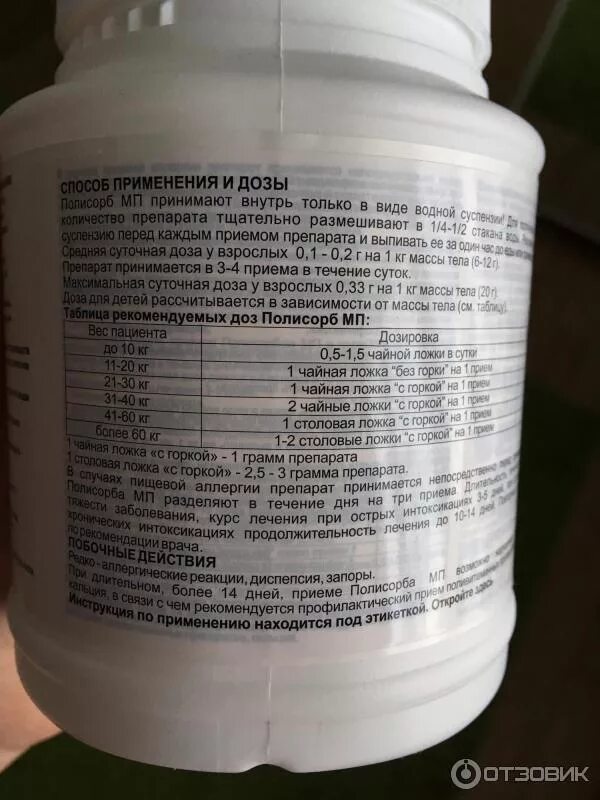 СПОСОБ ПРИМЕНЕНИЯ И ДОЗЫ
Полисорб МП принимают внутрь только в виде водной суспензии! Для
количество препарата тщательно размешивают в 1/4-1/2 стакана воды.
суспензию перед каждым приемом препарата и выпивать ее за один час до еды или
Средняя суточная доза у взрослых 0,1 - 0,2 г на 1 кг массы тела (6-12 г).
Препарат принимается в 3-4 приема в течение суток.
Максимальная суточная доза у взрослых 0,33 г на 1 кг массы тела (20 г).
Доза для детей рассчитывается в зависимости от массы тела (см. таблицу).
Таблица рекомендуемых доз Полисорб МП:
Вес пациента Дозировка
до 10 кг 0,5-1,5 чайной ложки в сутки
11-20 кг 1 чайная ложка “без горки” на 1 прием
21-30 кг 1 чайная ложка “с горкой” на 1 прием
31-40 кг 2 чайные ложки “с горкой” на 1 прием
41-60 кг 1 столовая ложка “с горкой” на 1 прием
более 60 кг 1-2 столовые ложки “с горкой” на 1 прием
1 чайная ложка «с горкой» - 1 грамм препарата
1 столовая ложка «с горкой» - 2,5 - 3 грамма препарата.
В случаях пищевой аллергии препарат принимается непосредственно
Полисорба МП разделяют в течение дня на три приема. Длительность
тяжести заболевания, курс лечения при острых интоксикациях 3-5
хронических интоксикациях продолжительность лечения до 10-14 дней.
по рекомендации врача.
ПОБОЧНЫЕ ДЕЙСТВИЯ
Редко - аллергические реакции, диспепсия, запоры.
При длительном, более 14 дней, приеме Полисорба МП возможно
кальция, в связи с чем рекомендуется профилактический прием
Инструкция по применению находится под этикеткой. Откройте здесь
ОТЗОВИК